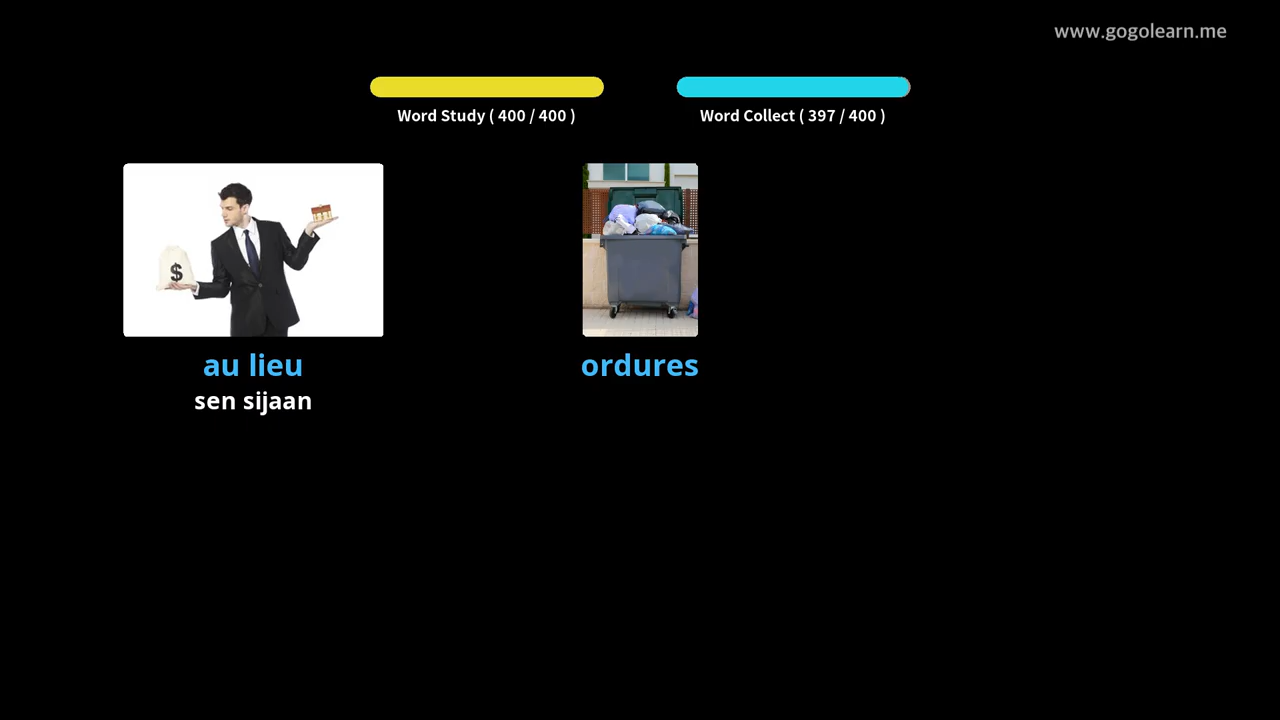 www.gogolearn.me
Word Study ( 400 / 400 )
Word Collect ( 397 / 400 )
$
au lieu
sen sijaan
ordures